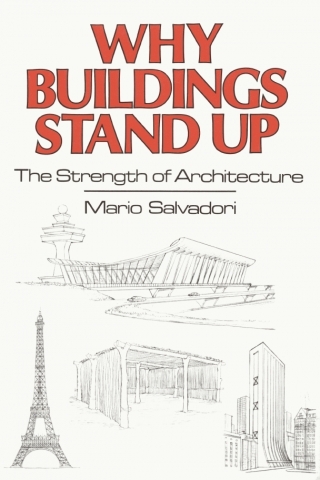 WHY
BUILDINGS
STAND UP
The Strength of Architecture
Mario Salvadori